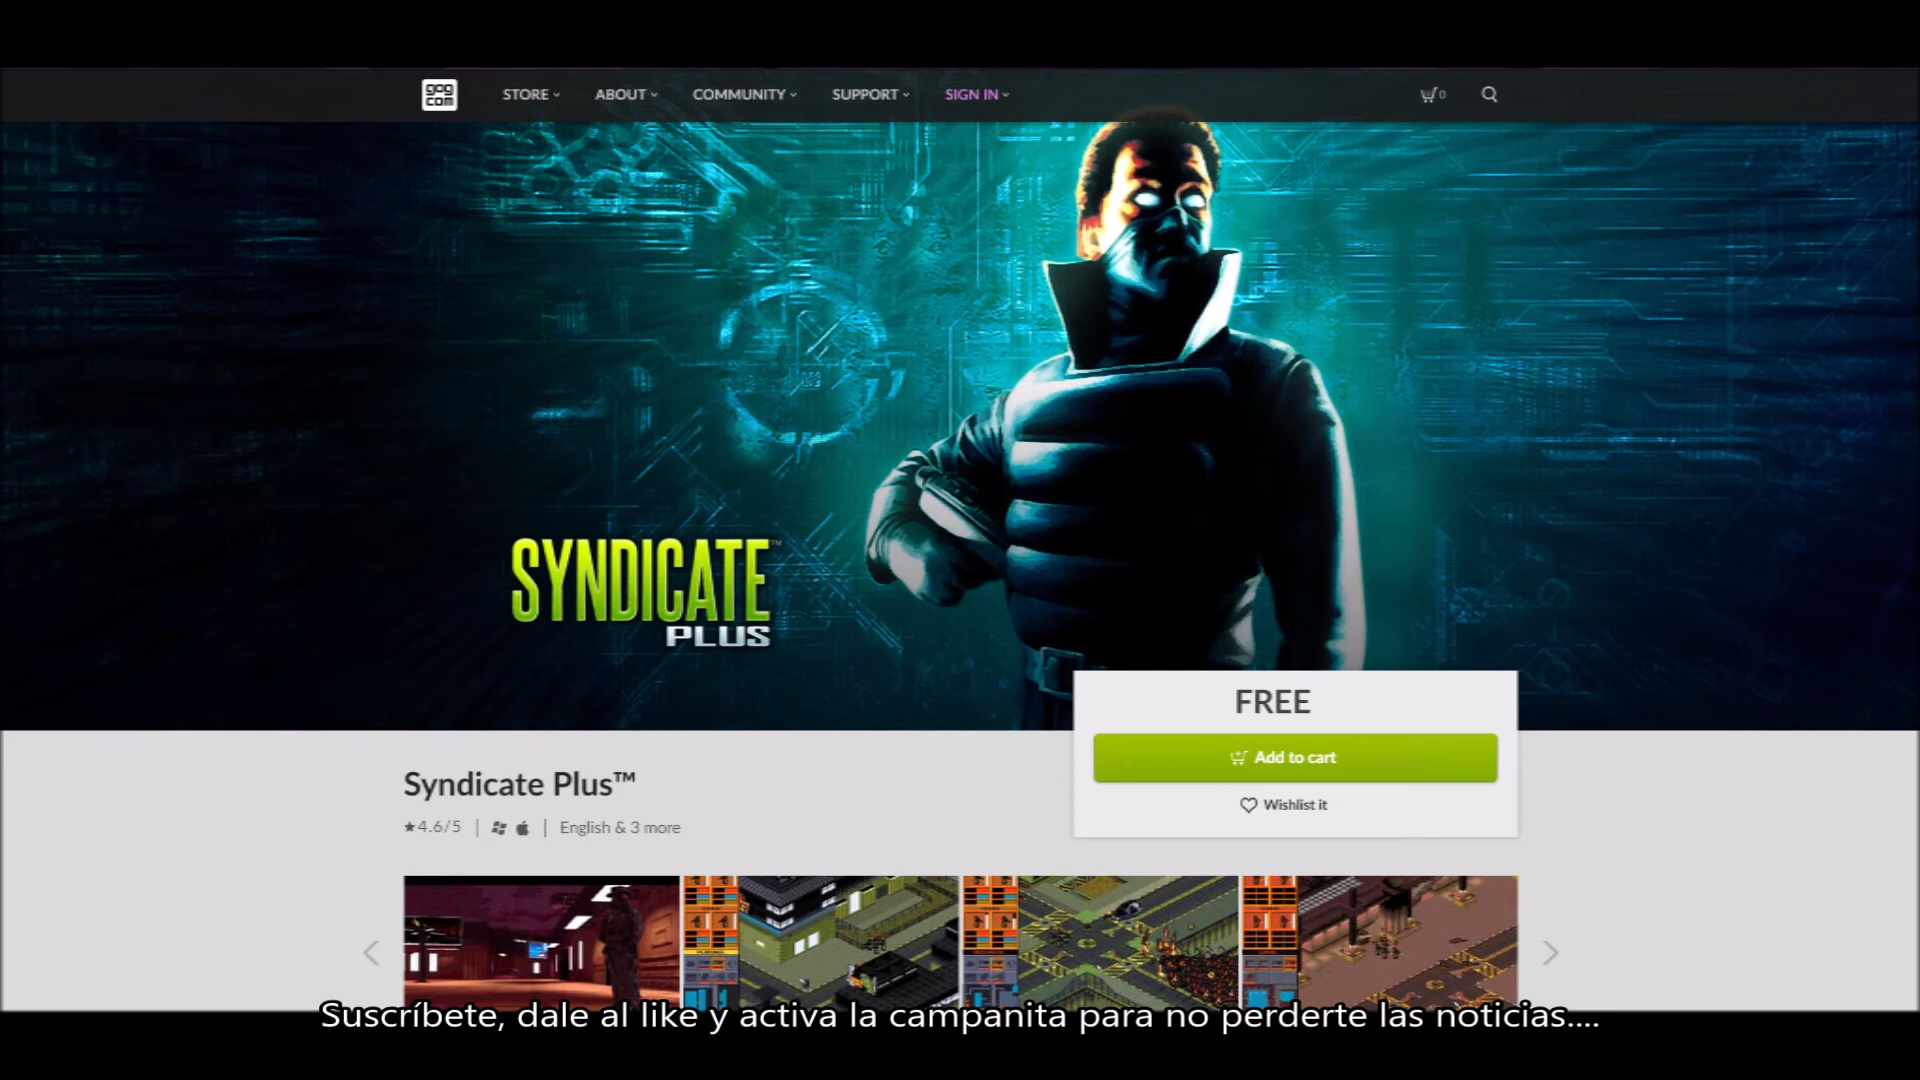 gog
com
STORE
ABOUT
COMMUNITY
SUPPORT
SIGN IN
0
SYNDICATE™
PLUS
FREE
Add to cart
Wishlist it
Syndicate Plus™
★4.6/5 | | English & 3 more
Suscríbete, dale al like y activa la campanita para no perderte las noticias....